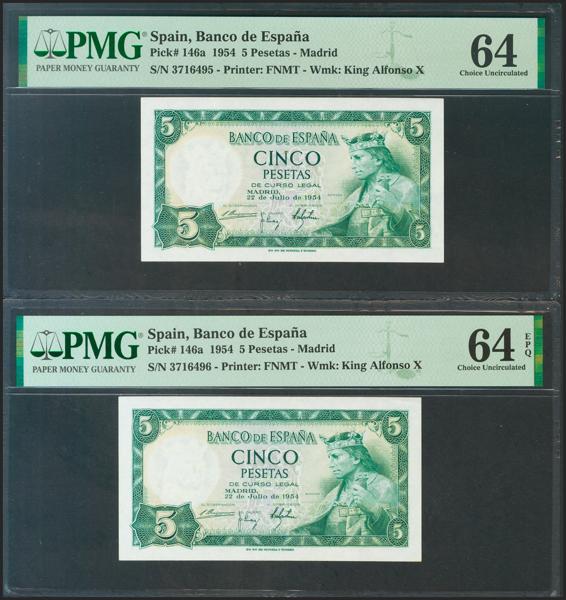 PMG®
PAPER MONEY GUARANTY
Spain, Banco de España
Pick# 146a 1954 5 Pesetas - Madrid
S/N 3716495 - Printer: FNMT - Wmk: King Alfonso X
64
Choice Uncirculated
5
5
BANCO DE ESPAÑA
CINCO
PESETAS
DE CURSO LEGAL
MADRID,
22 de Julio de 1954
5
5
PMG®
PAPER MONEY GUARANTY
Spain, Banco de España
Pick# 146a 1954 5 Pesetas - Madrid
S/N 3716496 - Printer: FNMT - Wmk: King Alfonso X
64 EPQ
Choice Uncirculated
5
5
BANCO DE ESPAÑA
CINCO
PESETAS
DE CURSO LEGAL
MADRID,
22 de Julio de 1954
5
5